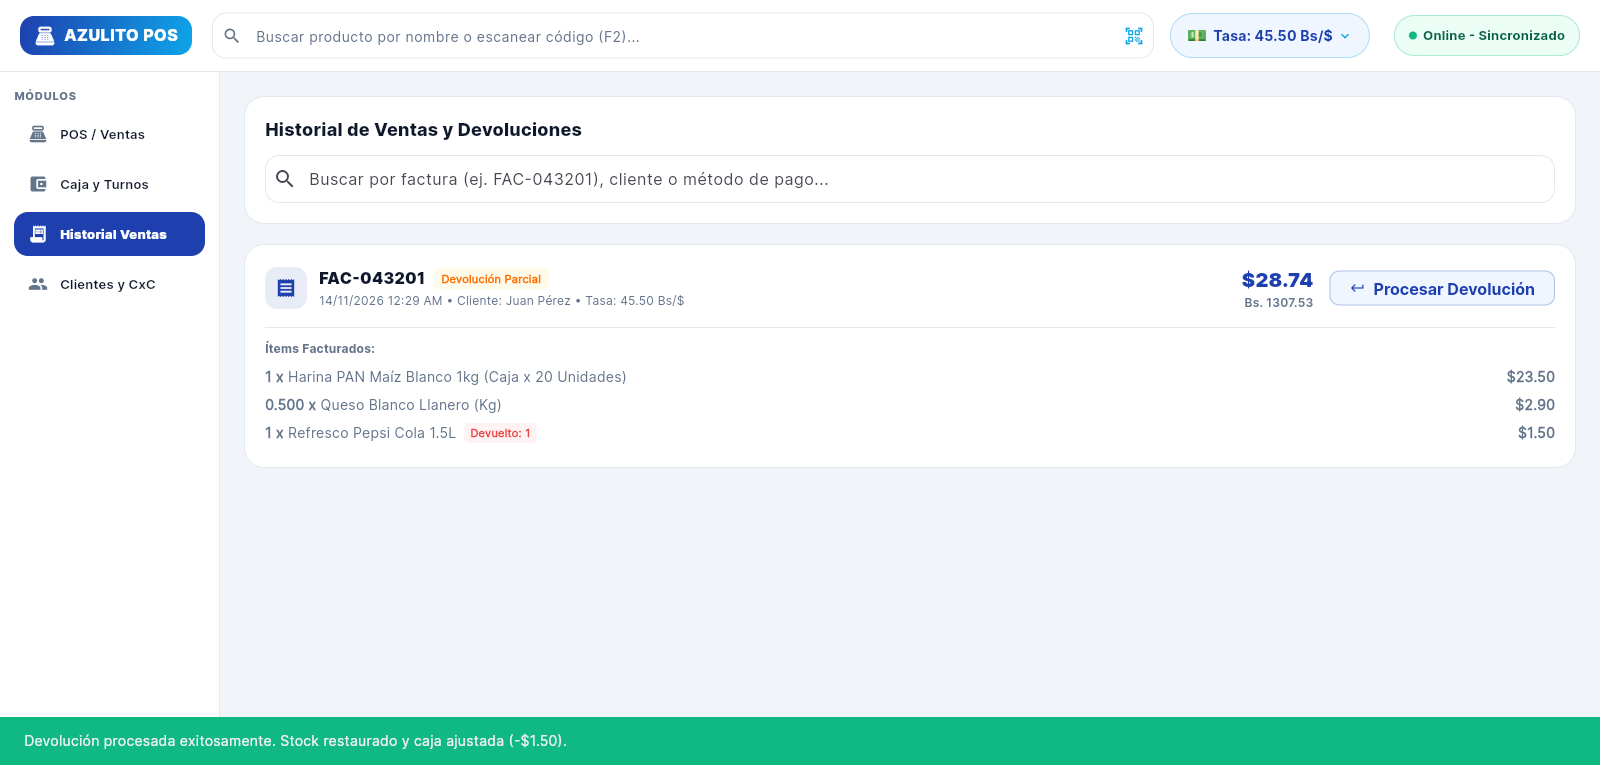 AZULITO POS
Buscar producto por nombre o escanear código (F2)...
Tasa: 45.50 Bs/$
Online - Sincronizado
MÓDULOS
POS / Ventas
Caja y Turnos
Historial Ventas
Clientes y CxC
Historial de Ventas y Devoluciones
Buscar por factura (ej. FAC-043201), cliente o método de pago...
FAC-043201 Devolución Parcial
14/11/2026 12:29 AM • Cliente: Juan Pérez • Tasa: 45.50 Bs/$
$28.74
Bs. 1307.53
Procesar Devolución
Ítems Facturados:
1 x Harina PAN Maíz Blanco 1kg (Caja x 20 Unidades) $23.50
0.500 x Queso Blanco Llanero (Kg) $2.90
1 x Refresco Pepsi Cola 1.5L Devuelto: 1 $1.50
Devolución procesada exitosamente. Stock restaurado y caja ajustada (-$1.50).